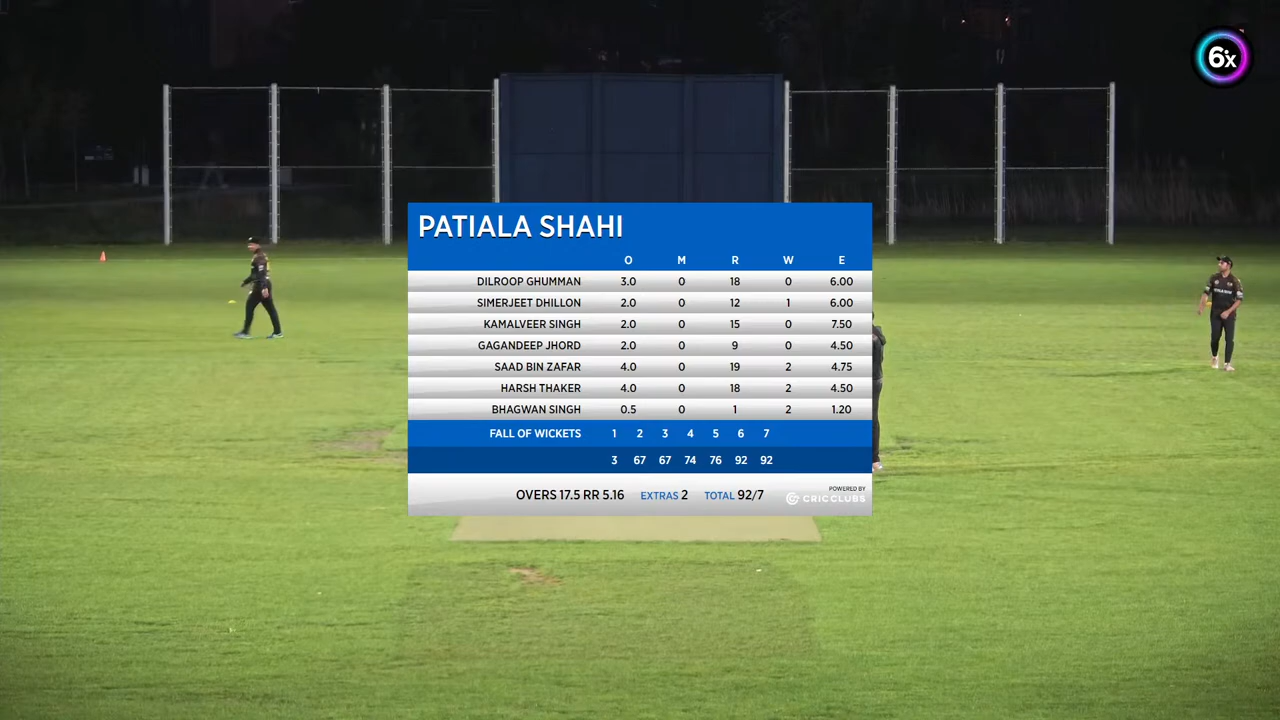 6x
PATIALA SHAHI
O M R W E
DILROOP GHUMMAN 3.0 0 18 0 6.00
SIMERJEET DHILLON 2.0 0 12 1 6.00
KAMALVEER SINGH 2.0 0 15 0 7.50
GAGANDEEP JHORD 2.0 0 9 0 4.50
SAAD BIN ZAFAR 4.0 0 19 2 4.75
HARSH THAKER 4.0 0 18 2 4.50
BHAGWAN SINGH 0.5 0 1 2 1.20
FALL OF WICKETS 1 2 3 4 5 6 7
3 67 67 74 76 92 92
OVERS 17.5 RR 5.16 EXTRAS 2 TOTAL 92/7
POWERED BY
CRICCLUBS